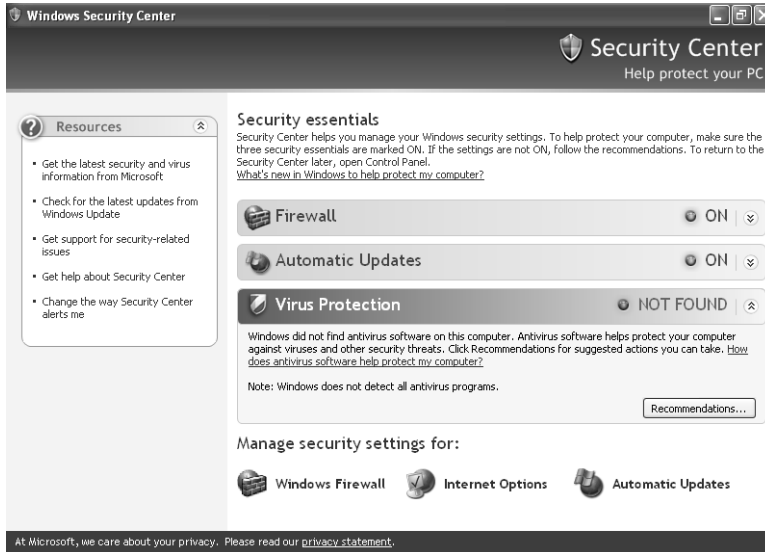 Windows Security Center
Security Center
Help protect your PC
Resources
Get the latest security and virus
information from Microsoft
Check for the latest updates from
Windows Update
Get support for security-related
issues
Get help about Security Center
Change the way Security Center
alerts me
Security essentials
Security Center helps you manage your Windows security settings. To help protect your computer, make sure the
three security essentials are marked ON. If the settings are not ON, follow the recommendations. To return to the
Security Center later, open Control Panel.
What's new in Windows to help protect my computer?
Firewall ON
Automatic Updates ON
Virus Protection NOT FOUND
Windows did not find antivirus software on this computer. Antivirus software helps protect your computer
against viruses and other security threats. Click Recommendations for suggested actions you can take. How
does antivirus software help protect my computer?
Note: Windows does not detect all antivirus programs.
Recommendations...
Manage security settings for:
Windows Firewall
Internet Options
Automatic Updates
At Microsoft, we care about your privacy. Please read our privacy statement.